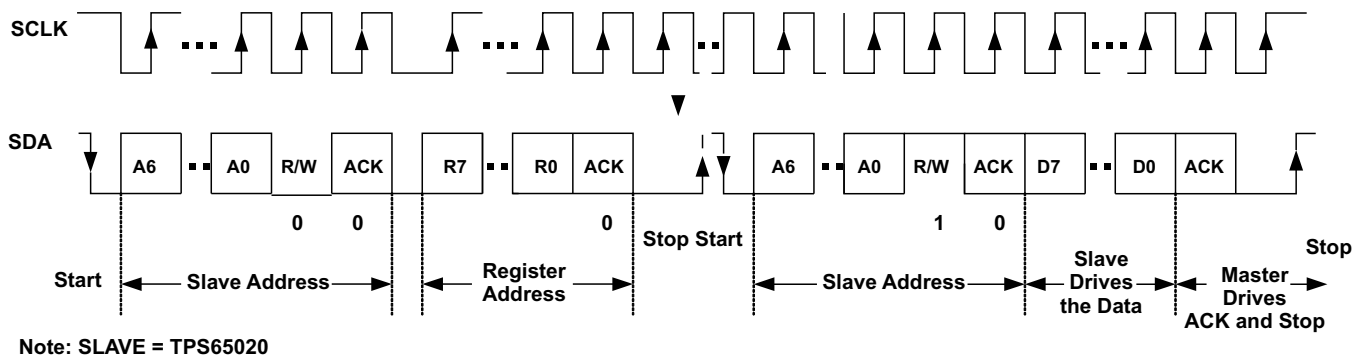 SCLK
SDA
A6 A0 R/W ACK R7 R0 ACK A6 A0 R/W ACK D7 D0 ACK
0 0 0 1 0
Stop Start
Stop
Start
Slave Address
Register
Address
Slave Address
Slave
Drives
the Data
Master
Drives
ACK and Stop
Note: SLAVE = TPS65020